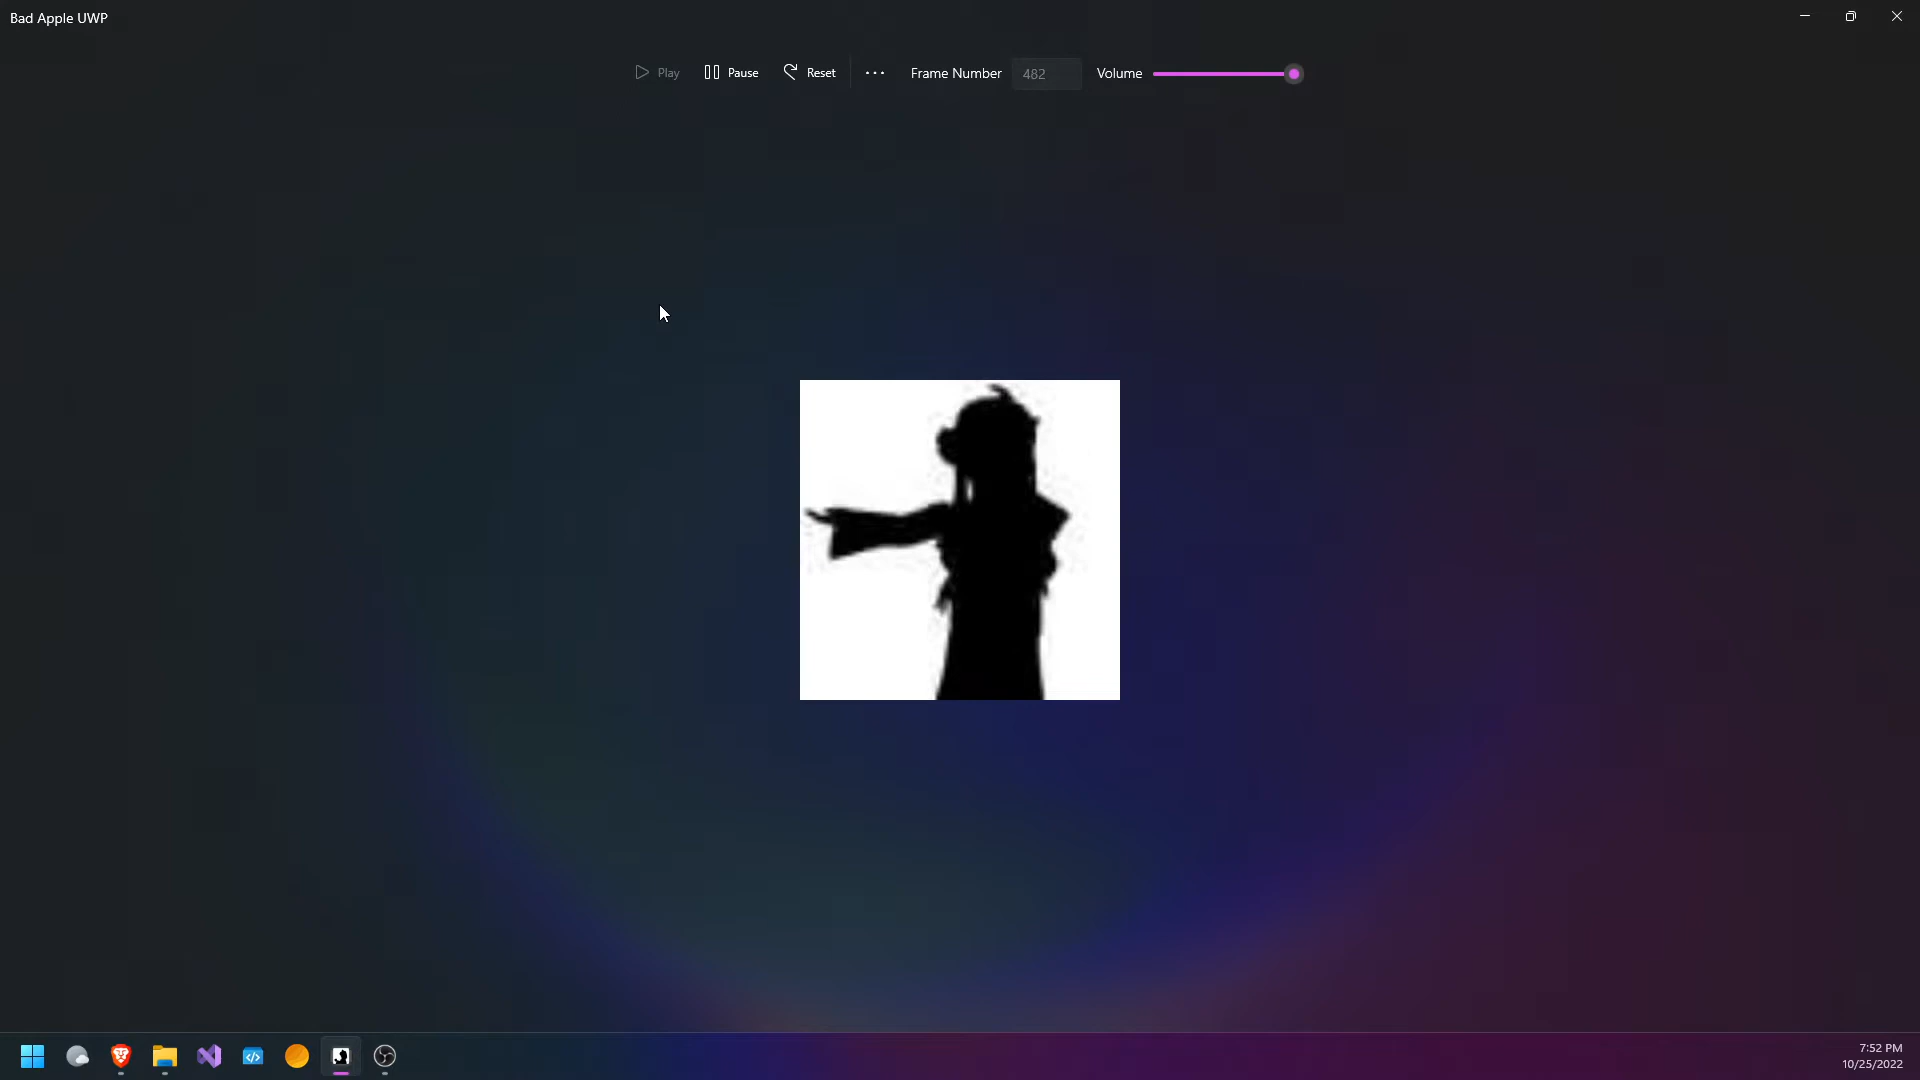 Bad Apple UWP
Play Pause Reset ... Frame Number 482 Volume
7:52 PM
10/25/2022